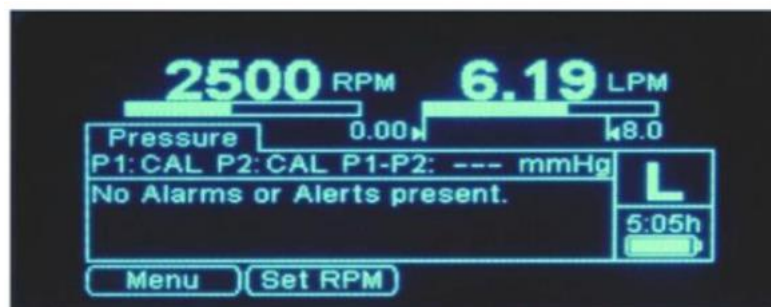 2500 RPM 6.19 LPM
0.00 8.0
Pressure
P1: CAL P2: CAL P1-P2: --- mmHg
No Alarms or Alerts present.
L
5:05h
Menu Set RPM